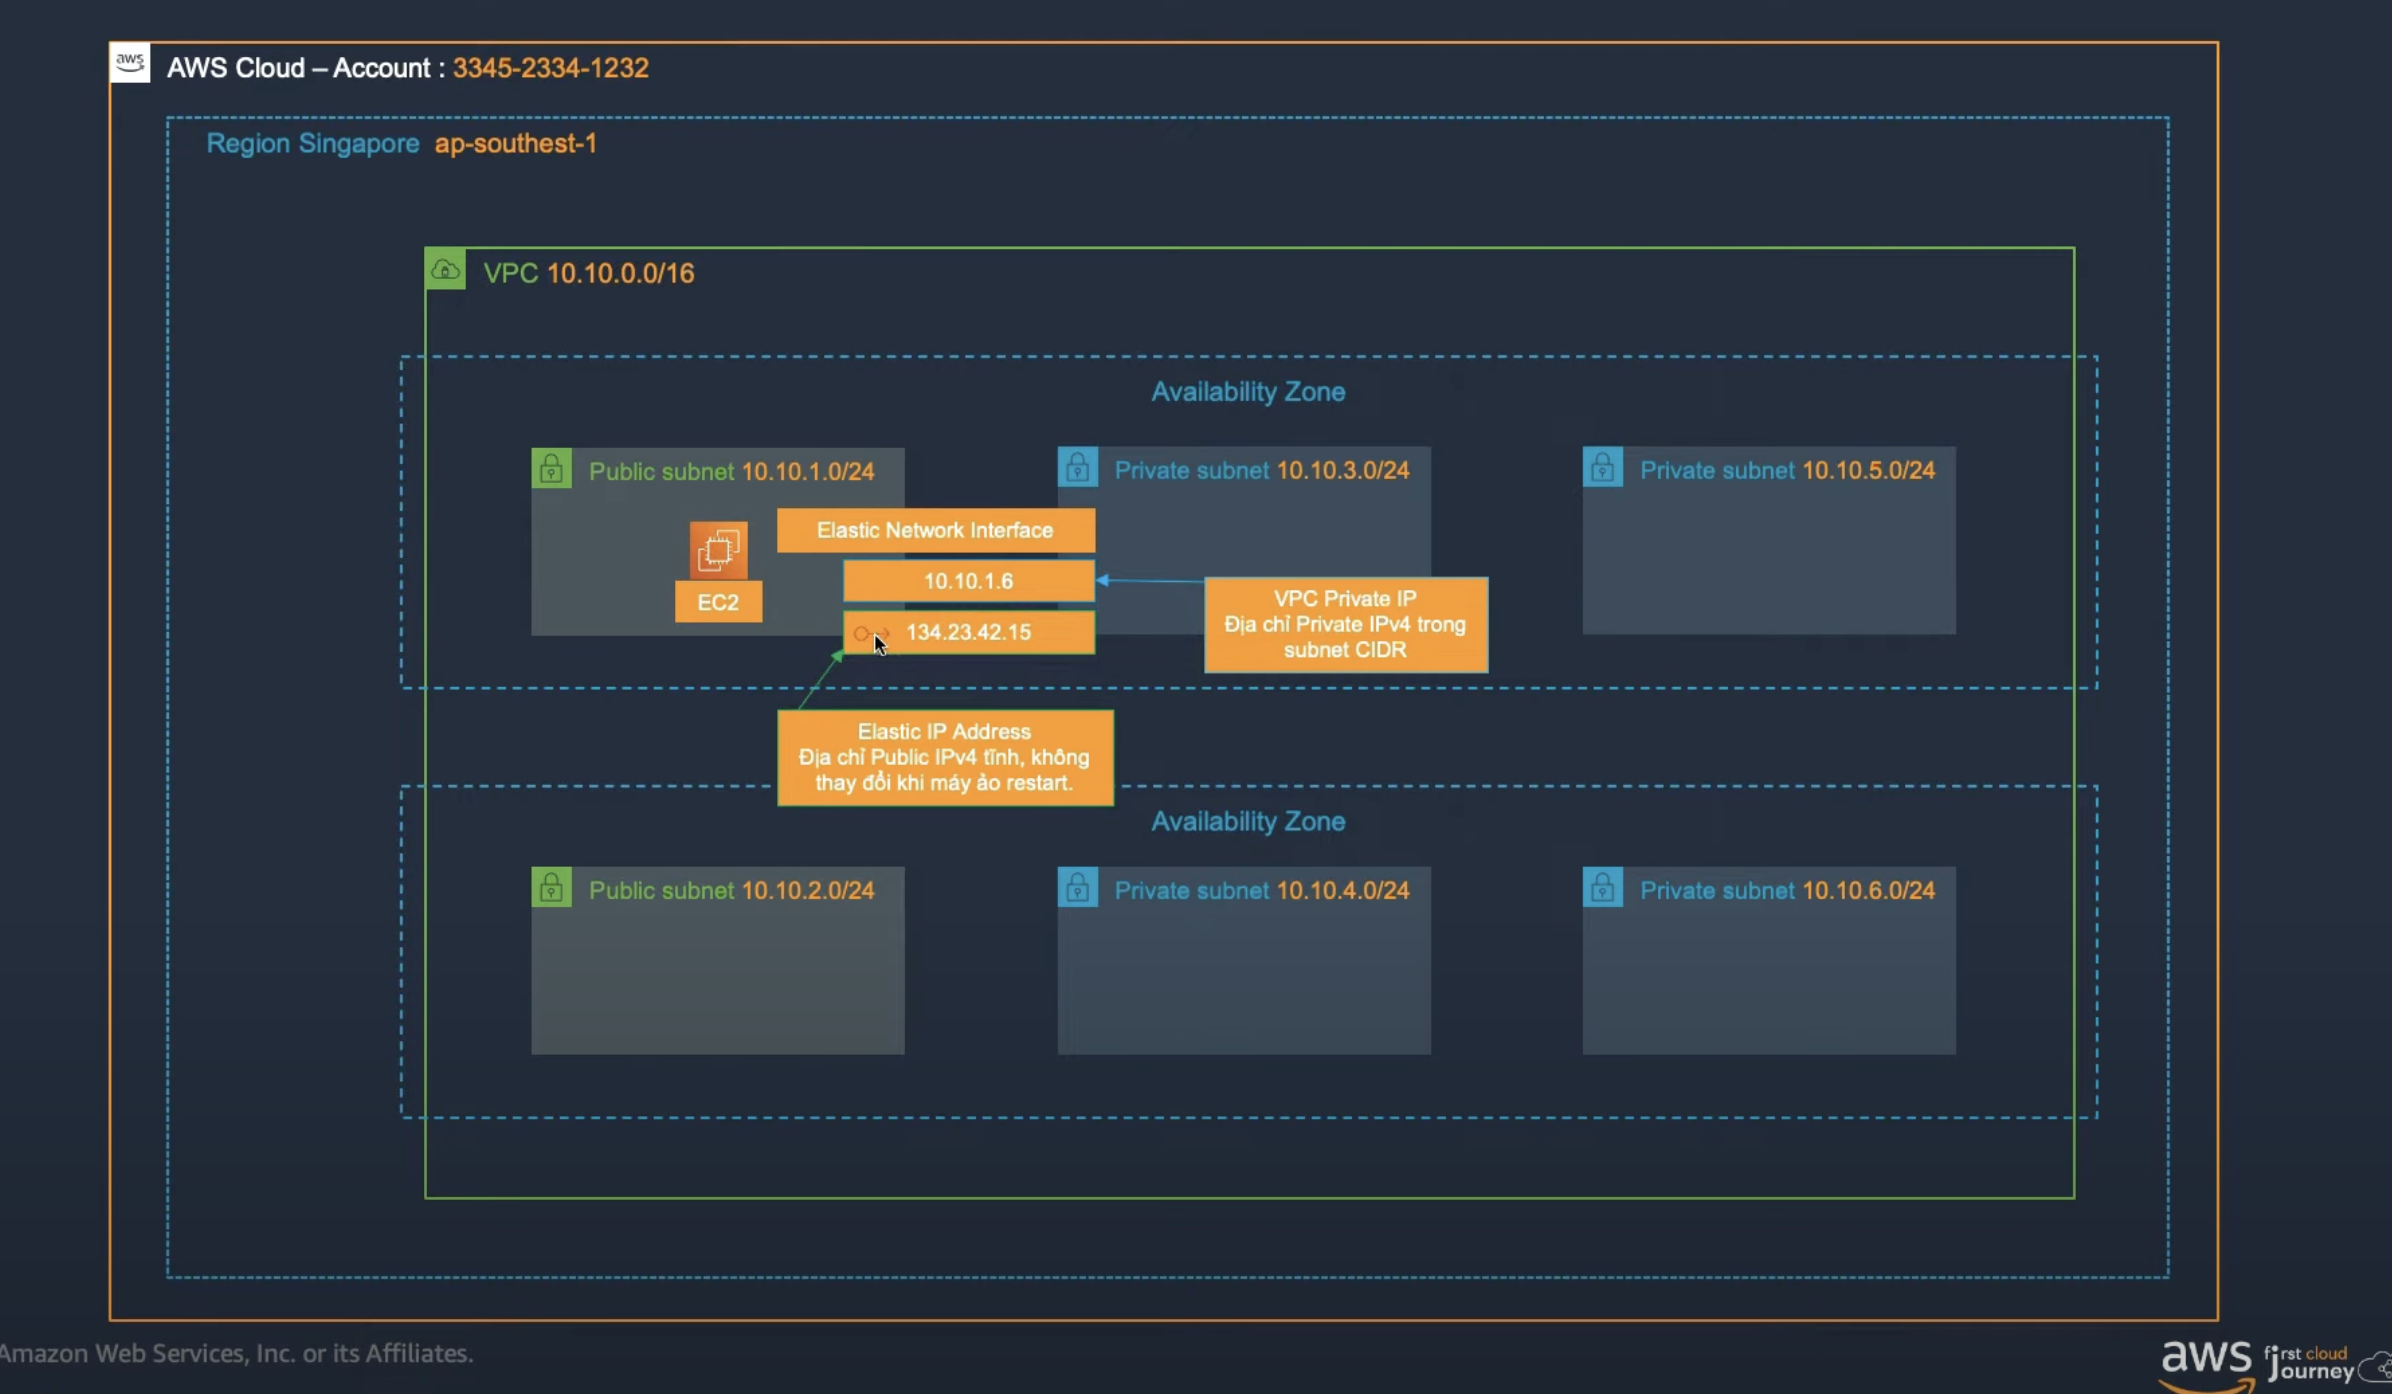 aws
AWS Cloud – Account : 3345-2334-1232
Region Singapore ap-southest-1
VPC 10.10.0.0/16
Availability Zone
Public subnet 10.10.1.0/24
Private subnet 10.10.3.0/24
Private subnet 10.10.5.0/24
Elastic Network Interface
10.10.1.6
EC2
134.23.42.15
VPC Private IP
Địa chỉ Private IPv4 trong
subnet CIDR
Elastic IP Address
Địa chỉ Public IPv4 tĩnh, không
thay đổi khi máy ảo restart.
Availability Zone
Public subnet 10.10.2.0/24
Private subnet 10.10.4.0/24
Private subnet 10.10.6.0/24
Amazon Web Services, Inc. or its Affiliates.
aws first cloud
Journey